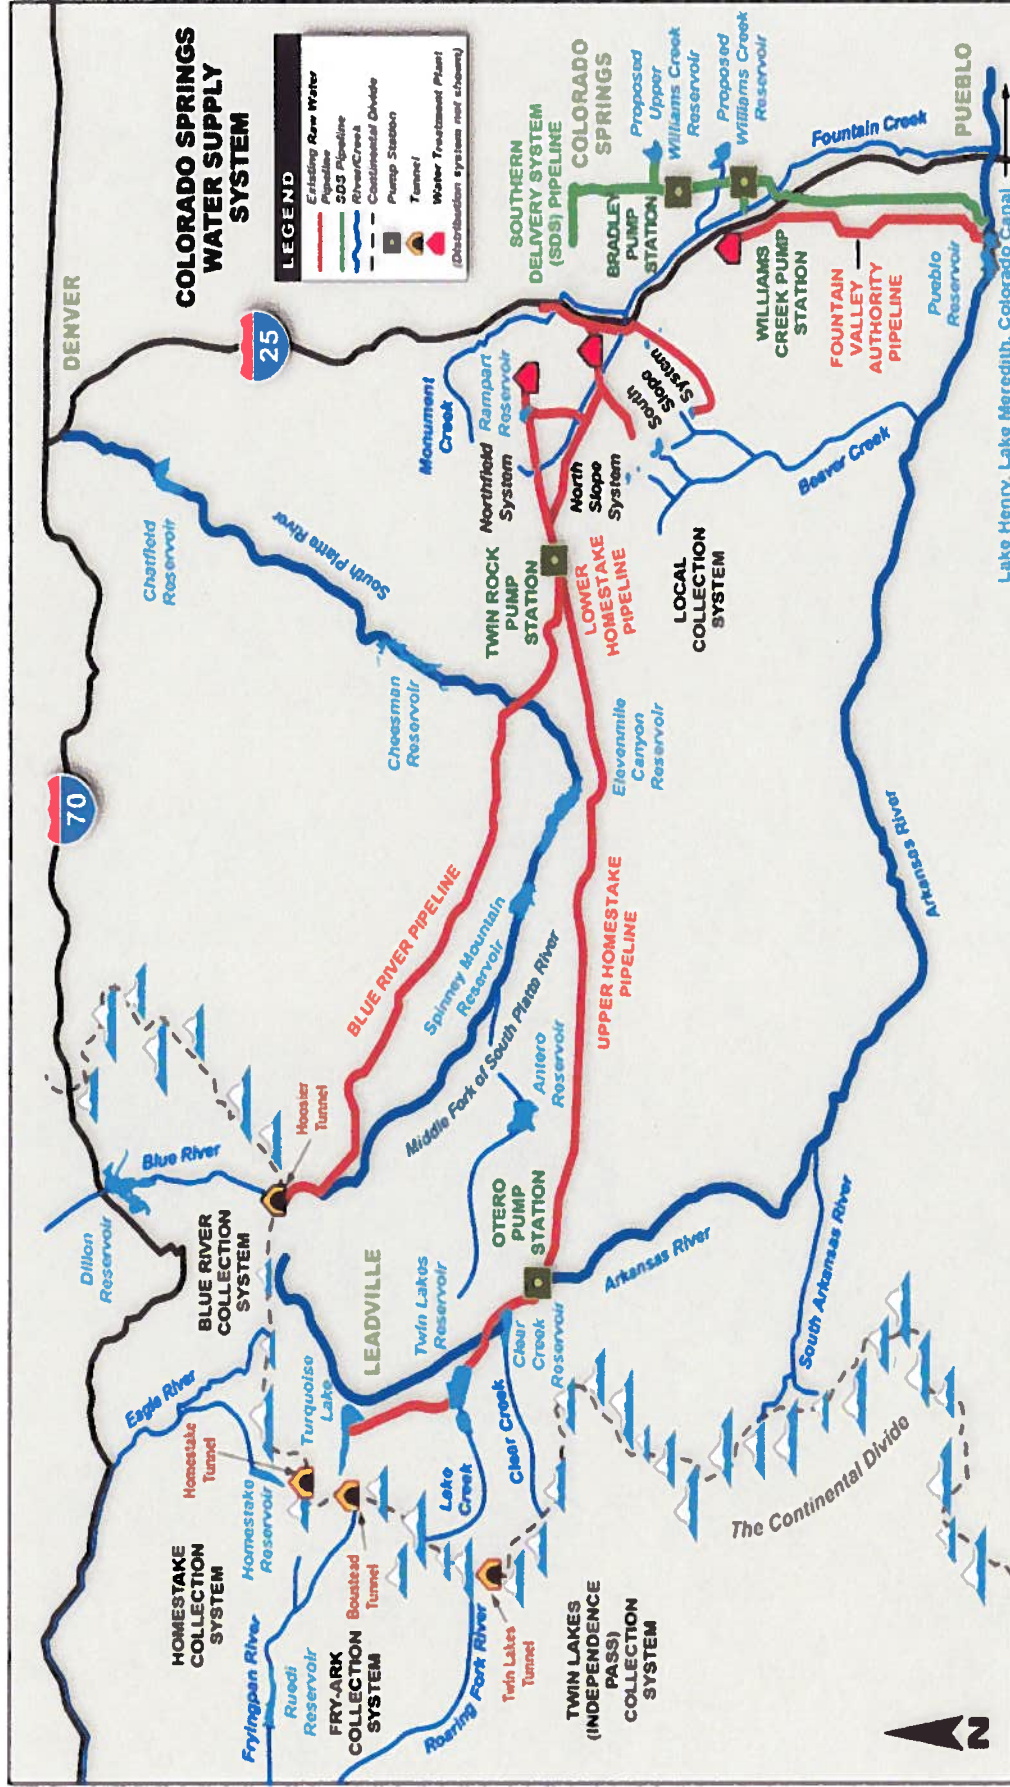 COLORADO SPRINGS
WATER SUPPLY
SYSTEM
LEGEND
Existing Raw Water
Pipeline
SDS Pipeline
River/Creek
Continental Divide
Pump Station
Tunnel
Water Treatment Plant
(Distribution system not shown)
DENVER
25
70
Chatfield
Reservoir
South Platte River
Cheesman
Reservoir
Monument
Creek
Rampart
Reservoir
Northfield
System
North
Slope
System
South
Slope
System
SOUTHERN
DELIVERY SYSTEM
(SDS) PIPELINE
COLORADO
SPRINGS
Proposed
Upper
Williams Creek
Reservoir
Proposed
Williams Creek
Reservoir
BRADLEY
PUMP
STATION
WILLIAMS
CREEK PUMP
STATION
FOUNTAIN
VALLEY
AUTHORITY
PIPELINE
Fountain Creek
PUEBLO
Pueblo
Reservoir
Lake Henry, Lake Meredith, Colorado Canal
Beaver Creek
LOCAL
COLLECTION
SYSTEM
TWIN ROCK
PUMP
STATION
LOWER
HOMESTAKE
PIPELINE
Elevenmile
Canyon
Reservoir
BLUE RIVER PIPELINE
Spinney Mountain
Reservoir
Middle Fork of South Platte River
UPPER HOMESTAKE
PIPELINE
Antero
Reservoir
Arkansas River
Hoosier
Tunnel
Blue River
Dillon
Reservoir
BLUE RIVER
COLLECTION
SYSTEM
LEADVILLE
OTERO
PUMP
STATION
Twin Lakes
Reservoir
Clear
Creek
Reservoir
Arkansas River
South Arkansas River
Eagle River
Turquoise
Lake
Homestake
Tunnel
Homestake
Reservoir
HOMESTAKE
COLLECTION
SYSTEM
Lake
Creek
Clear Creek
The Continental Divide
Boustead
Tunnel
Fryingpan River
Ruedi
Reservoir
FRY-ARK
COLLECTION
SYSTEM
Roaring Fork River
Twin Lakes
Tunnel
TWIN LAKES
(INDEPENDENCE
PASS)
COLLECTION
SYSTEM
N